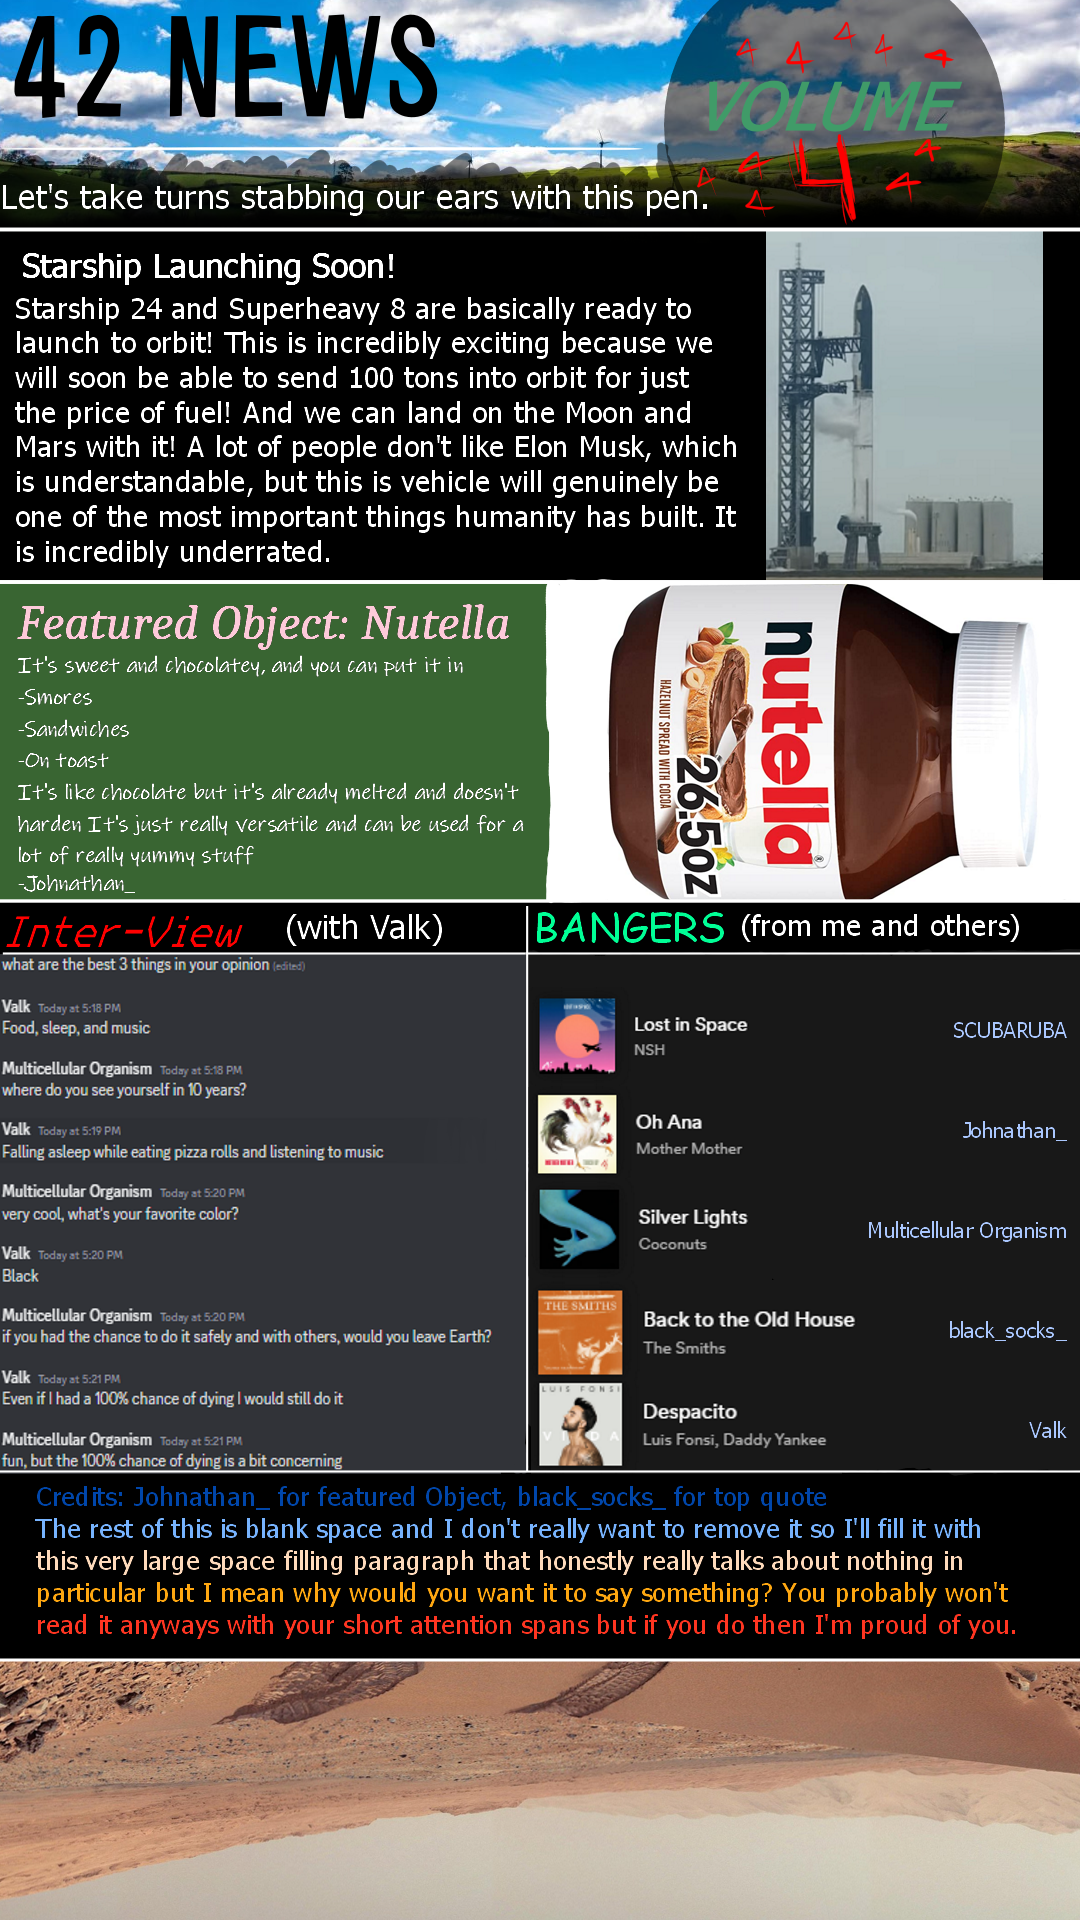 42 NEWS
4 4 4 4 4
VOLUME
4
4 4 4 4 4
Let's take turns stabbing our ears with this pen.
Starship Launching Soon!
Starship 24 and Superheavy 8 are basically ready to
launch to orbit! This is incredibly exciting because we
will soon be able to send 100 tons into orbit for just
the price of fuel! And we can land on the Moon and
Mars with it! A lot of people don't like Elon Musk, which
is understandable, but this is vehicle will genuinely be
one of the most important things humanity has built. It
is incredibly underrated.
Featured Object: Nutella
It's sweet and chocolatey, and you can put it in
-Smores
-Sandwiches
-On toast
It's like chocolate but it's already melted and doesn't
harden It's just really versatile and can be used for a
lot of really yummy stuff
-Johnathan_
nutella®
HAZELNUT SPREAD WITH COCOA
26.5oz
Inter-View (with Valk)
what are the best 3 things in your opinion (edited)
Valk Today at 5:18 PM
Food, sleep, and music
Multicellular Organism Today at 5:18 PM
where do you see yourself in 10 years?
Valk Today at 5:19 PM
Falling asleep while eating pizza rolls and listening to music
Multicellular Organism Today at 5:20 PM
very cool, what's your favorite color?
Valk Today at 5:20 PM
Black
Multicellular Organism Today at 5:20 PM
if you had the chance to do it safely and with others, would you leave Earth?
Valk Today at 5:21 PM
Even if I had a 100% chance of dying I would still do it
Multicellular Organism Today at 5:21 PM
fun, but the 100% chance of dying is a bit concerning
BANGERS (from me and others)
Lost in Space
NSH
SCUBARUBA
Oh Ana
Mother Mother
Johnathan_
Silver Lights
Coconuts
Multicellular Organism
THE SMITHS
Back to the Old House
The Smiths
black_socks_
LUIS FONSI
VIDA
Despacito
Luis Fonsi, Daddy Yankee
Valk
Credits: Johnathan_ for featured Object, black_socks_ for top quote
The rest of this is blank space and I don't really want to remove it so I'll fill it with
this very large space filling paragraph that honestly really talks about nothing in
particular but I mean why would you want it to say something? You probably won't
read it anyways with your short attention spans but if you do then I'm proud of you.